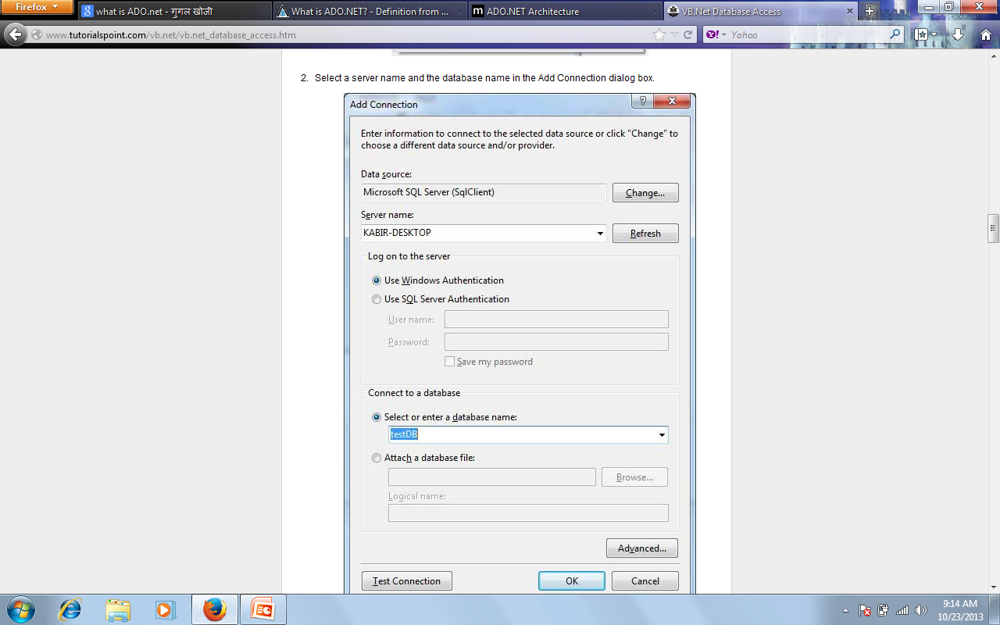 Firefox
what is ADO.net - गुगल खोजी
What is ADO.NET? - Definition from ...
ADO.NET Architecture
VB.Net Database Access
www.tutorialspoint.com/vb.net/vb.net_database_access.htm
Yahoo
2. Select a server name and the database name in the Add Connection dialog box.
Add Connection
Enter information to connect to the selected data source or click "Change" to
choose a different data source and/or provider.
Data source:
Microsoft SQL Server (SqlClient)
Change...
Server name:
KABIR-DESKTOP
Refresh
Log on to the server
Use Windows Authentication
Use SQL Server Authentication
User name:
Password:
Save my password
Connect to a database
Select or enter a database name:
testDB
Attach a database file:
Browse...
Logical name:
Advanced...
Test Connection
OK
Cancel
9:14 AM
10/23/2013